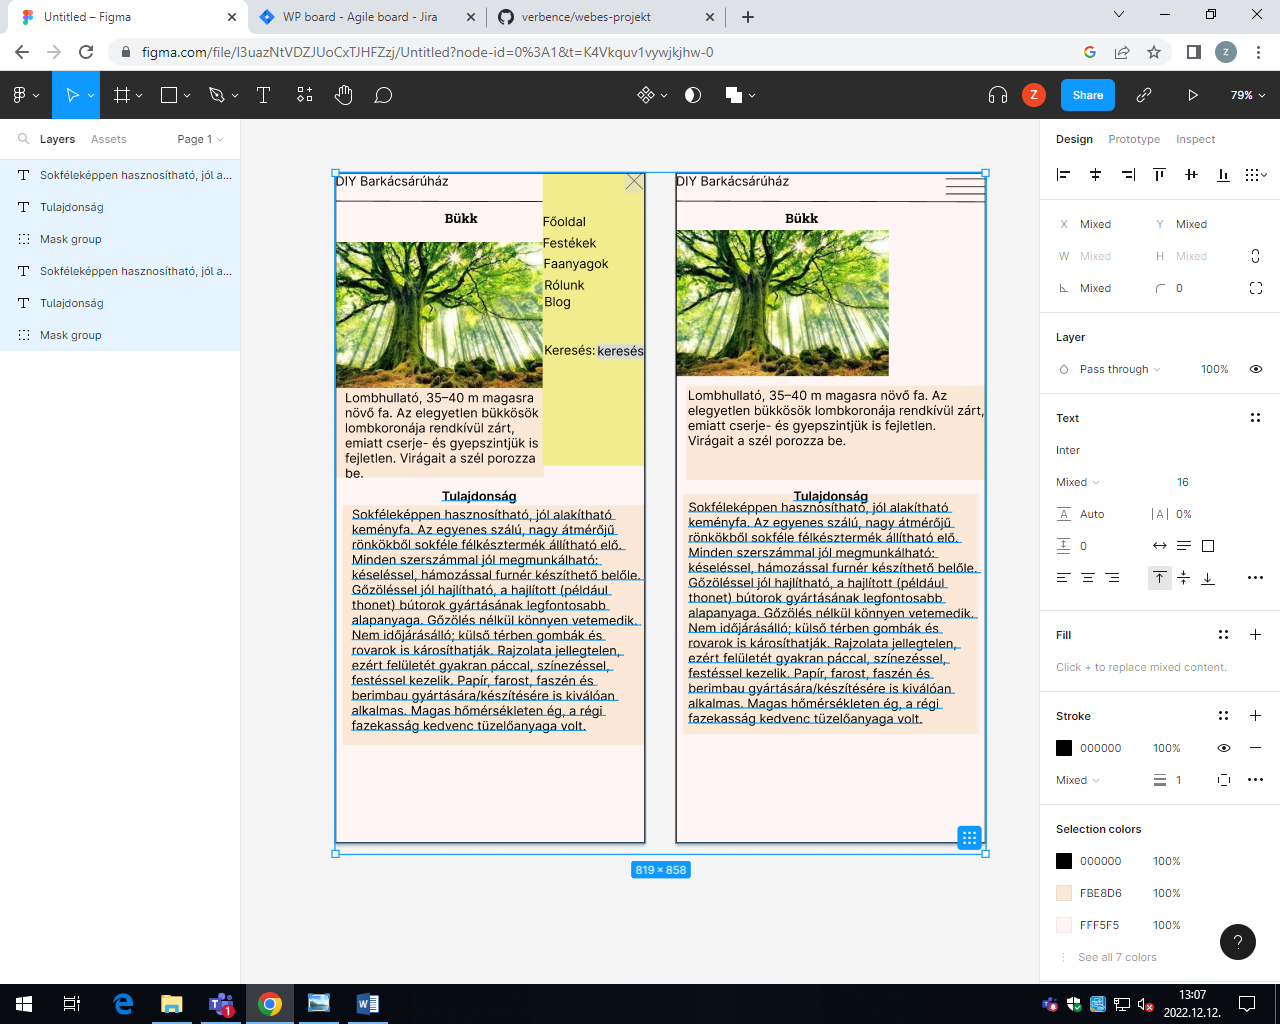 Untitled – Figma
WP board - Agile board - Jira
verbence/webes-projekt
figma.com/file/l3uazNtVDZJUoCxTJHFZzj/Untitled?node-id=0%3A1&t=K4Vkquv1vywjkjhw-0
z
Z
Share
79%
Layers
Assets
Page 1
Design
Prototype
Inspect
Sokféleképpen hasznosítható, jól a...
Tulajdonság
Mask group
Sokféleképpen hasznosítható, jól a...
Tulajdonság
Mask group
DIY Barkácsárúház
Bükk
Főoldal
Festékek
Faanyagok
Rólunk
Blog
Keresés: keresés
Lombhullató, 35–40 m magasra
növő fa. Az elegyetlen bükkösök
lombkoronája rendkívül zárt,
emiatt cserje- és gyepszintjük is
fejletlen. Virágait a szél porozza
be.
Tulajdonság
Sokféleképpen hasznosítható, jól alakítható
keményfa. Az egyenes szálú, nagy átmérőjű
rönkökből sokféle félkésztermék állítható elő.
Minden szerszámmal jól megmunkálható:
késeléssel, hámozással furnér készíthető belőle.
Gőzöléssel jól hajlítható, a hajlított (például
thonet) bútorok gyártásának legfontosabb
alapanyaga. Gőzölés nélkül könnyen vetemedik.
Nem időjárásálló; külső térben gombák és
rovarok is károsíthatják. Rajzolata jellegtelen,
ezért felületét gyakran páccal, színezéssel,
festéssel kezelik. Papír, farost, faszén és
berimbau gyártására/készítésére is kiválóan
alkalmas. Magas hőmérsékleten ég, a régi
fazekasság kedvenc tüzelőanyaga volt.
DIY Barkácsárúház
Bükk
Lombhullató, 35–40 m magasra növő fa. Az
elegyetlen bükkösök lombkoronája rendkívül zárt,
emiatt cserje- és gyepszintjük is fejletlen.
Virágait a szél porozza be.
Tulajdonság
Sokféleképpen hasznosítható, jól alakítható
keményfa. Az egyenes szálú, nagy átmérőjű
rönkökből sokféle félkésztermék állítható elő.
Minden szerszámmal jól megmunkálható:
késeléssel, hámozással furnér készíthető belőle.
Gőzöléssel jól hajlítható, a hajlított (például
thonet) bútorok gyártásának legfontosabb
alapanyaga. Gőzölés nélkül könnyen vetemedik.
Nem időjárásálló; külső térben gombák és
rovarok is károsíthatják. Rajzolata jellegtelen,
ezért felületét gyakran páccal, színezéssel,
festéssel kezelik. Papír, farost, faszén és
berimbau gyártására/készítésére is kiválóan
alkalmas. Magas hőmérsékleten ég, a régi
fazekasság kedvenc tüzelőanyaga volt.
819 × 858
X Mixed Y Mixed
W Mixed H Mixed
Mixed 0
Layer
Pass through 100%
Text
Inter
Mixed 16
Auto 0%
0
Fill
Click + to replace mixed content.
Stroke
000000 100%
Mixed 1
Selection colors
000000 100%
FBE8D6 100%
FFF5F5 100%
See all 7 colors
?
1
13:07
2022.12.12.